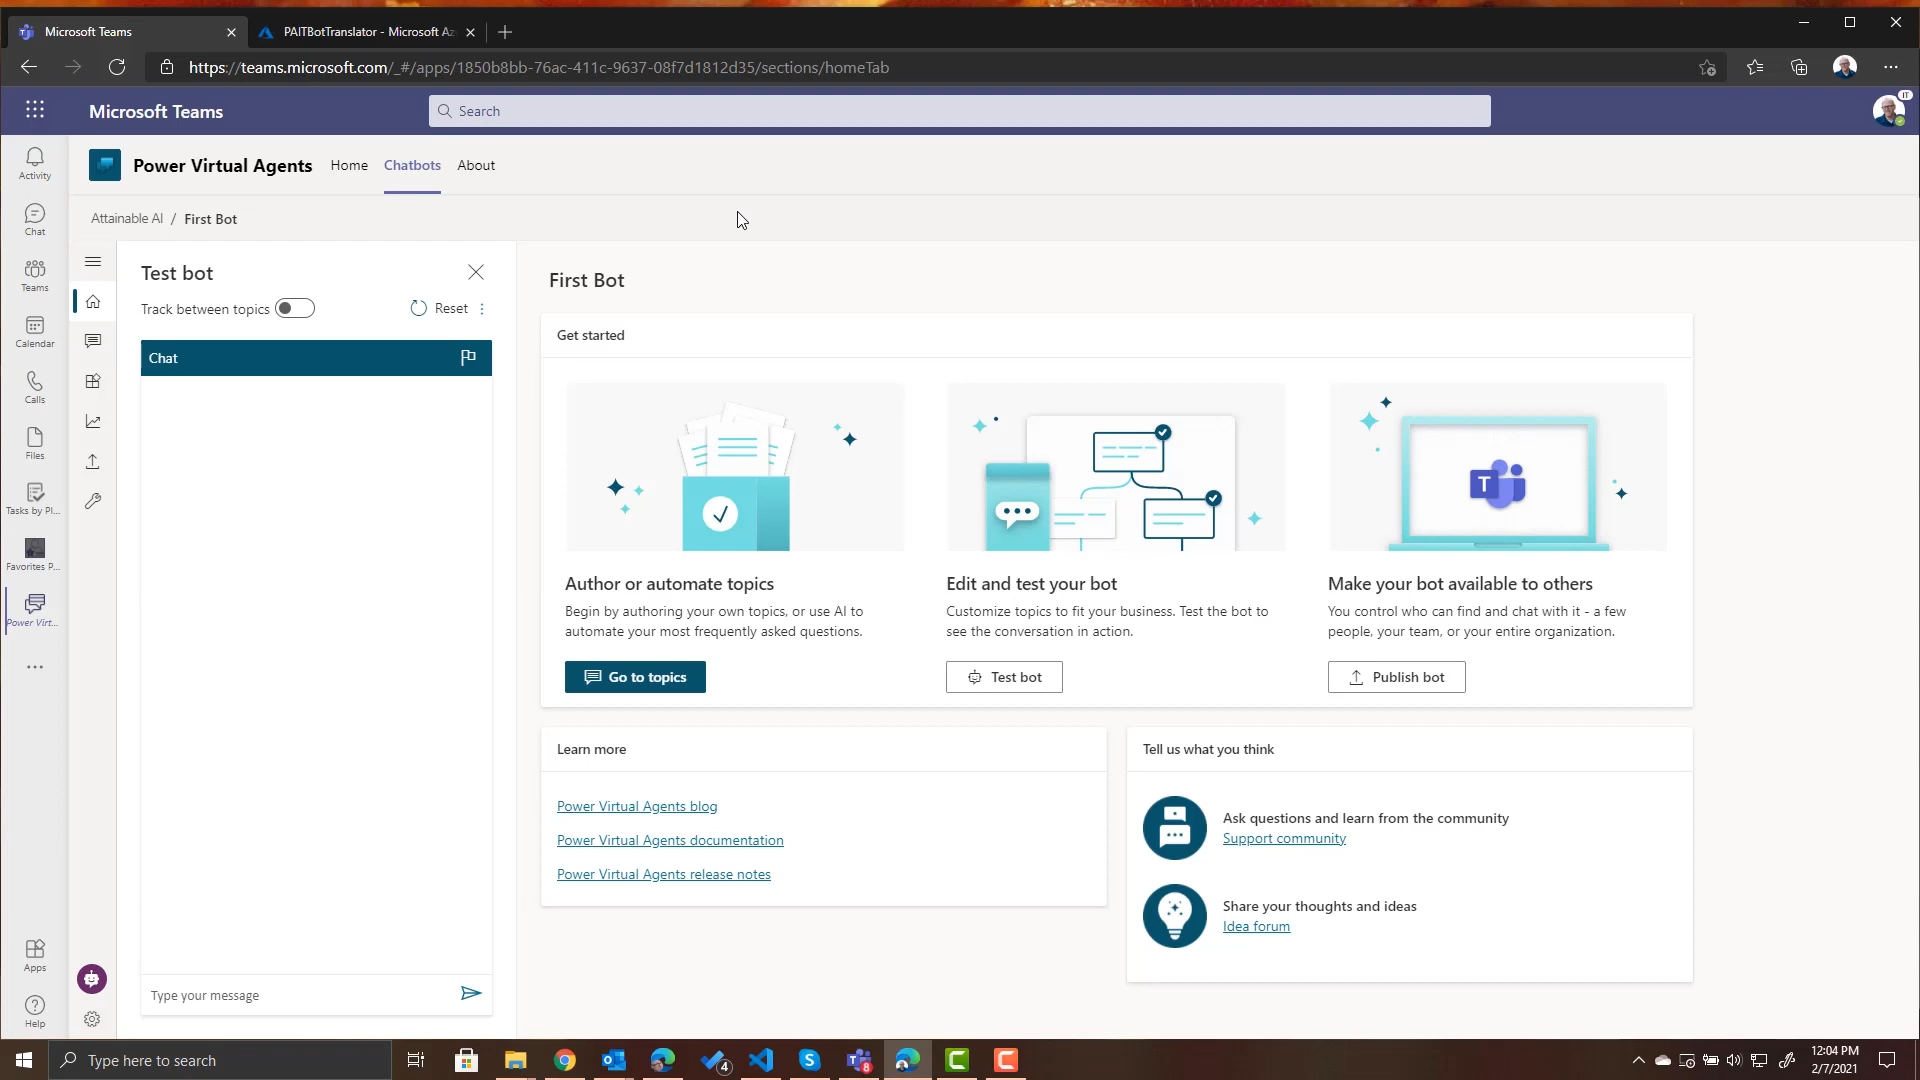 Microsoft Teams
PAITBotTranslator - Microsoft Az
https://teams.microsoft.com/_#/apps/1850b8bb-76ac-411c-9637-08f7d1812d35/sections/homeTab
Microsoft Teams
Search
IT
Activity
Chat
Teams
Calendar
Calls
Files
Tasks by Pl...
Favorites P...
Power Virt...
Apps
Help
Power Virtual Agents
Home
Chatbots
About
Attainable AI / First Bot
Test bot
Track between topics
Reset
Chat
Type your message
First Bot
Get started
Author or automate topics
Begin by authoring your own topics, or use AI to
automate your most frequently asked questions.
Go to topics
Edit and test your bot
Customize topics to fit your business. Test the bot to
see the conversation in action.
Test bot
T
Make your bot available to others
You control who can find and chat with it - a few
people, your team, or your entire organization.
Publish bot
Learn more
Power Virtual Agents blog
Power Virtual Agents documentation
Power Virtual Agents release notes
Tell us what you think
Ask questions and learn from the community
Support community
Share your thoughts and ideas
Idea forum
Type here to search
4
8
12:04 PM
2/7/2021